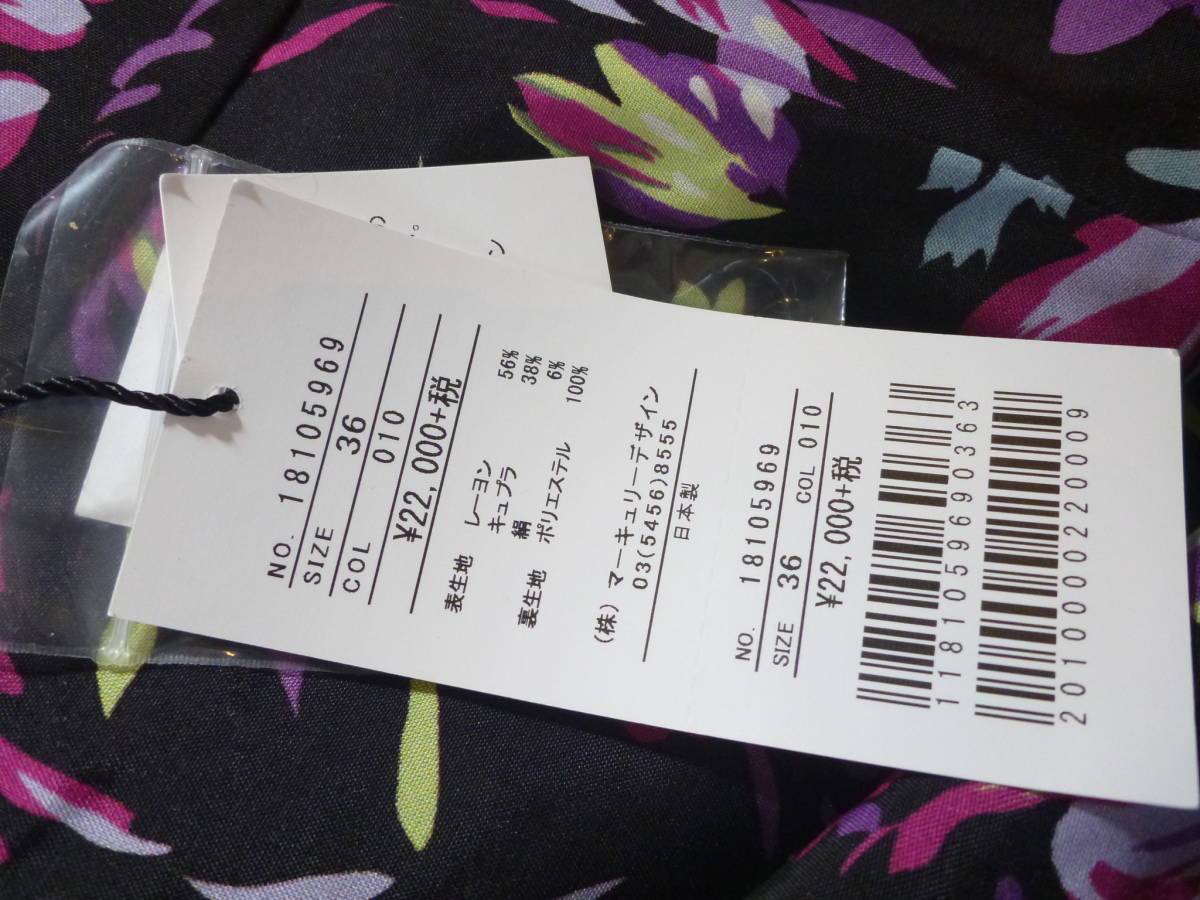 NO. 18105969
SIZE 36
COL 010
¥22,000+税
表生地 レーヨン 56%
キュプラ 38%
絹 6%
裏生地 ポリエステル 100%
(株) マーキュリーデザイン
03(5456)8555
日本製
NO. 18105969
SIZE 36 COL 010
¥22,000+税
1181059690363
20100000220009